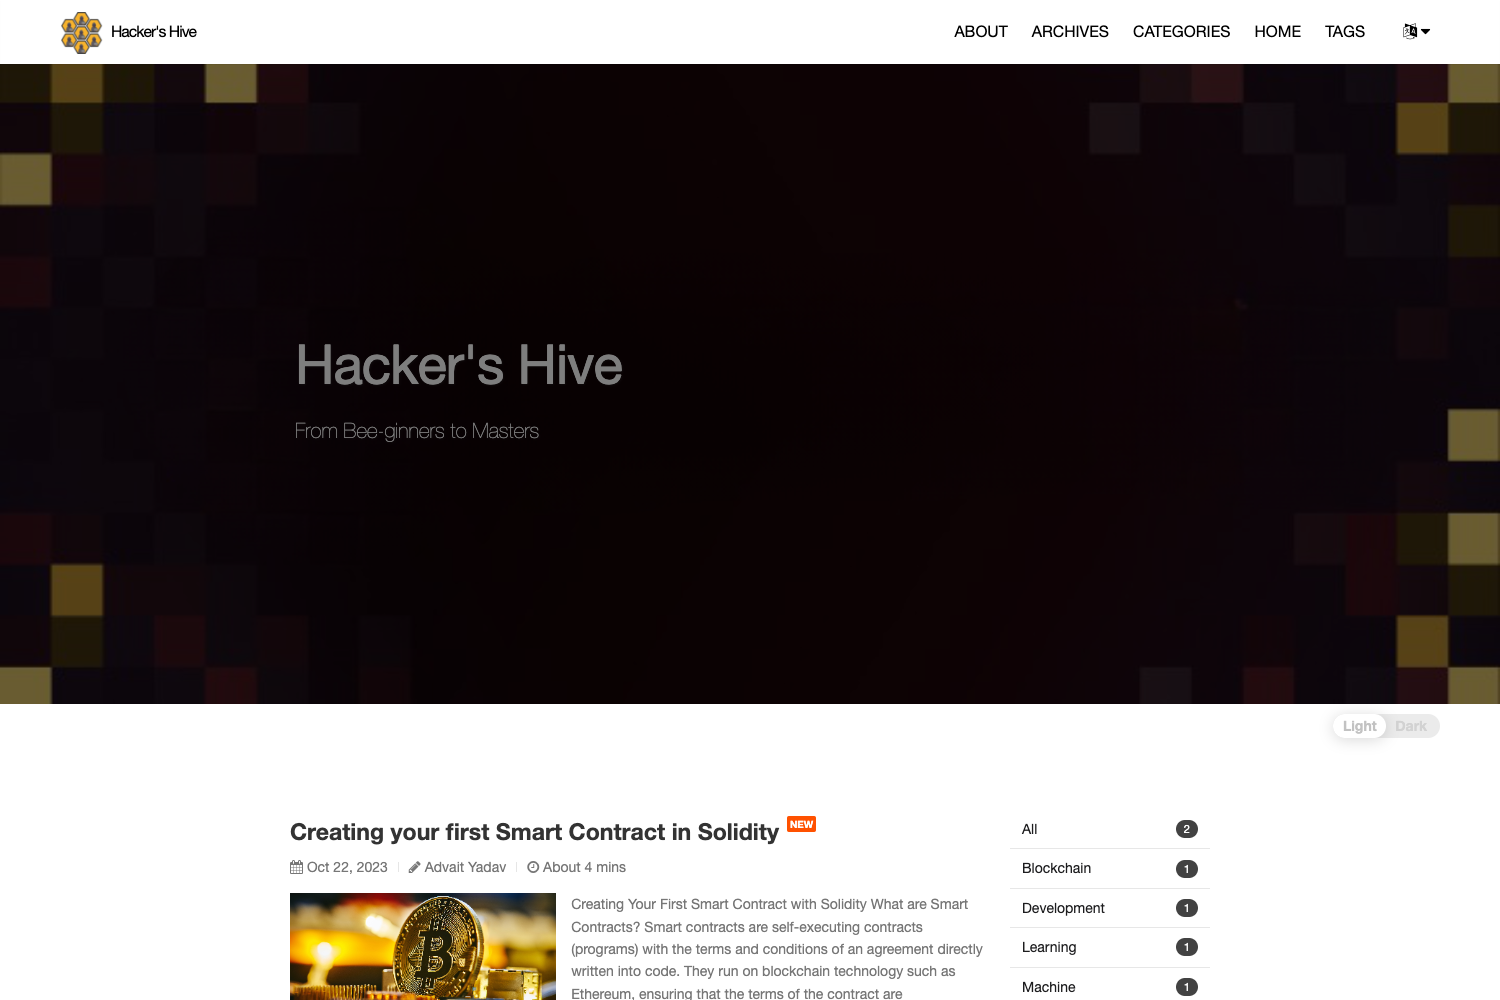 Hacker's Hive
ABOUT ARCHIVES CATEGORIES HOME TAGS
Hacker's Hive
From Bee-ginners to Masters
Light Dark
Creating your first Smart Contract in Solidity NEW
Oct 22, 2023 Advait Yadav About 4 mins
Creating Your First Smart Contract with Solidity What are Smart
Contracts? Smart contracts are self-executing contracts
(programs) with the terms and conditions of an agreement directly
written into code. They run on blockchain technology such as
Ethereum, ensuring that the terms of the contract are
All 2
Blockchain 1
Development 1
Learning 1
Machine 1